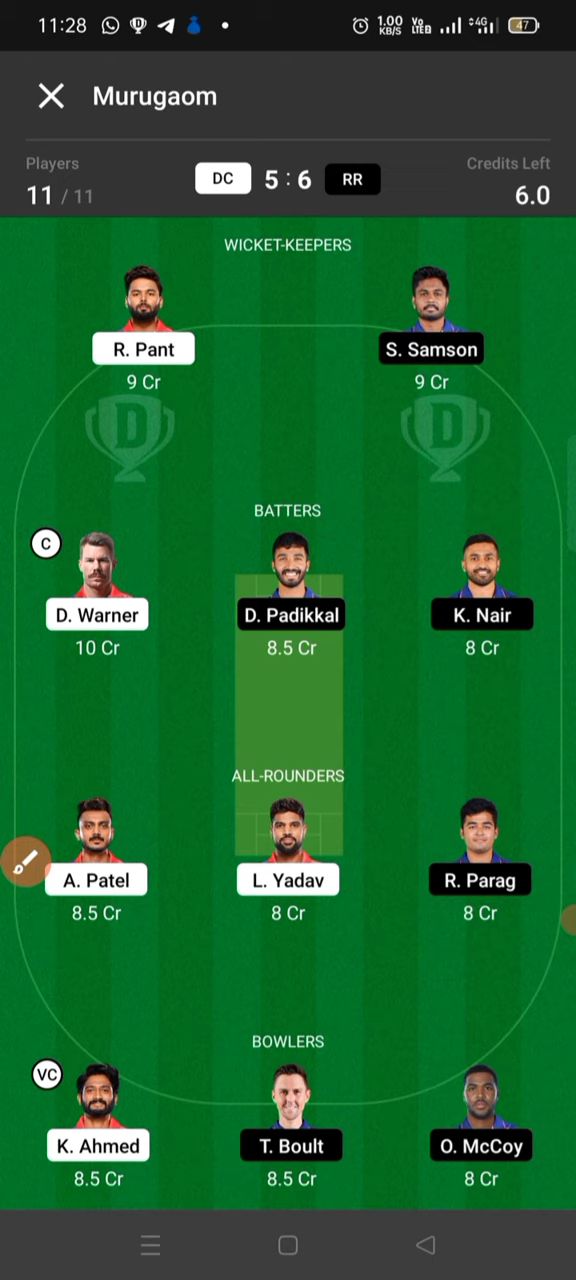 11:28
1.00 KB/S
Vo LTE2
4G
47
Murugaom
Players
11 / 11
DC 5 : 6 RR
Credits Left
6.0
WICKET-KEEPERS
R. Pant
9 Cr
S. Samson
9 Cr
D
D
BATTERS
C
D. Warner
10 Cr
D. Padikkal
8.5 Cr
K. Nair
8 Cr
ALL-ROUNDERS
A. Patel
8.5 Cr
L. Yadav
8 Cr
R. Parag
8 Cr
BOWLERS
VC
K. Ahmed
8.5 Cr
T. Boult
8.5 Cr
O. McCoy
8 Cr